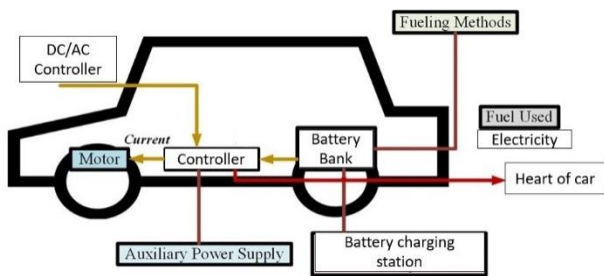 Fueling Methods
DC/AC
Controller
Fuel Used
Electricity
Current
Motor
Controller
Battery
Bank
Heart of car
Auxiliary Power Supply
Battery charging
station